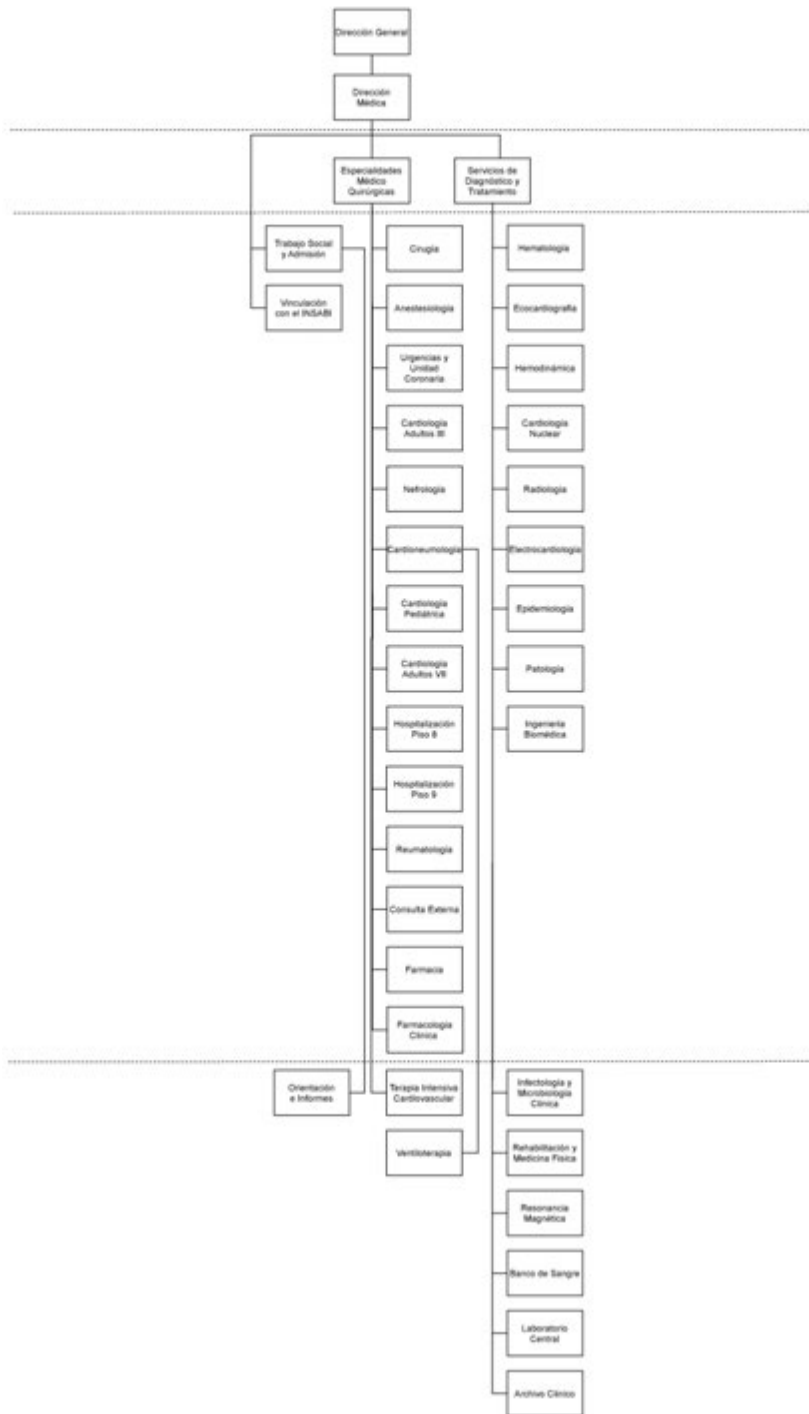 Dirección General
Dirección
Médica
Especialidades
Médico
Quirúrgicas
Servicios de
Diagnóstico y
Tratamiento
Trabajo Social
y Admisión
Cirugía
Hematología
Vinculación
con el INSABI
Anestesiología
Ecocardiografía
Urgencias y
Unidad
Coronaria
Hemodinámica
Cardiología
Adultos III
Cardiología
Nuclear
Nefrología
Radiología
Cardioneumología
Electrocardiología
Cardiología
Pediátrica
Epidemiología
Cardiología
Adultos VII
Patología
Hospitalización
Piso 8
Ingeniería
Biomédica
Hospitalización
Piso 9
Reumatología
Consulta Externa
Farmacia
Farmacología
Clínica
Orientación
e Informes
Terapia Intensiva
Cardiovascular
Infectología y
Microbiología
Clínica
Ventiloterapia
Rehabilitación y
Medicina Física
Resonancia
Magnética
Banco de Sangre
Laboratorio
Central
Archivo Clínico